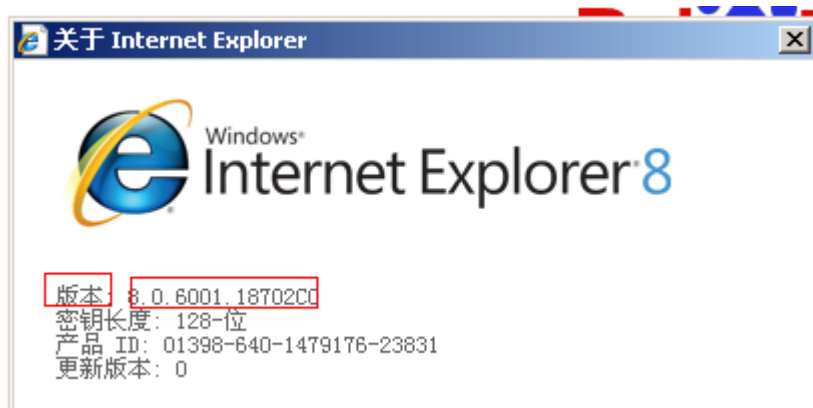 关于 Internet Explorer
Windows®
Internet Explorer 8
版本: 8.0.6001.18702CO
密钥长度: 128-位
产品 ID: 01398-640-1479176-23831
更新版本: 0